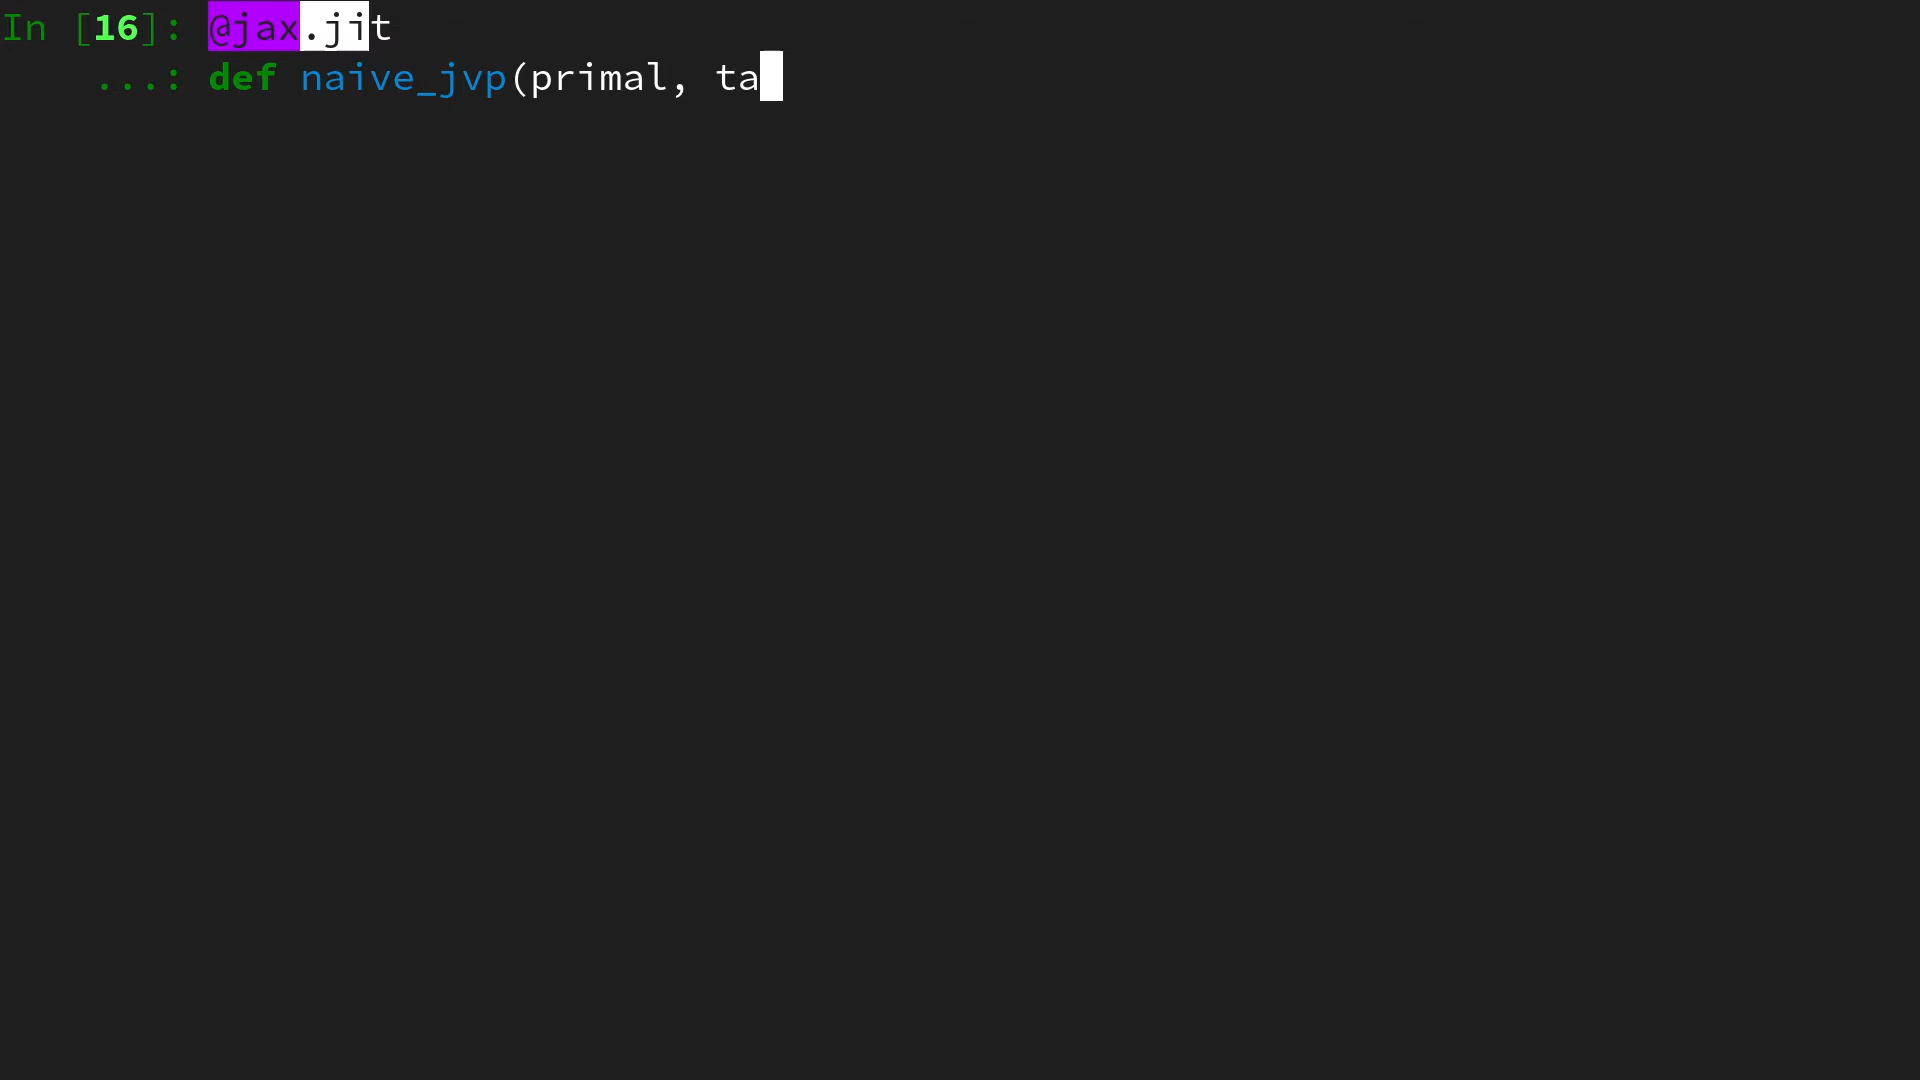 In [16]: @jax.jit
...: def naive_jvp(primal, ta